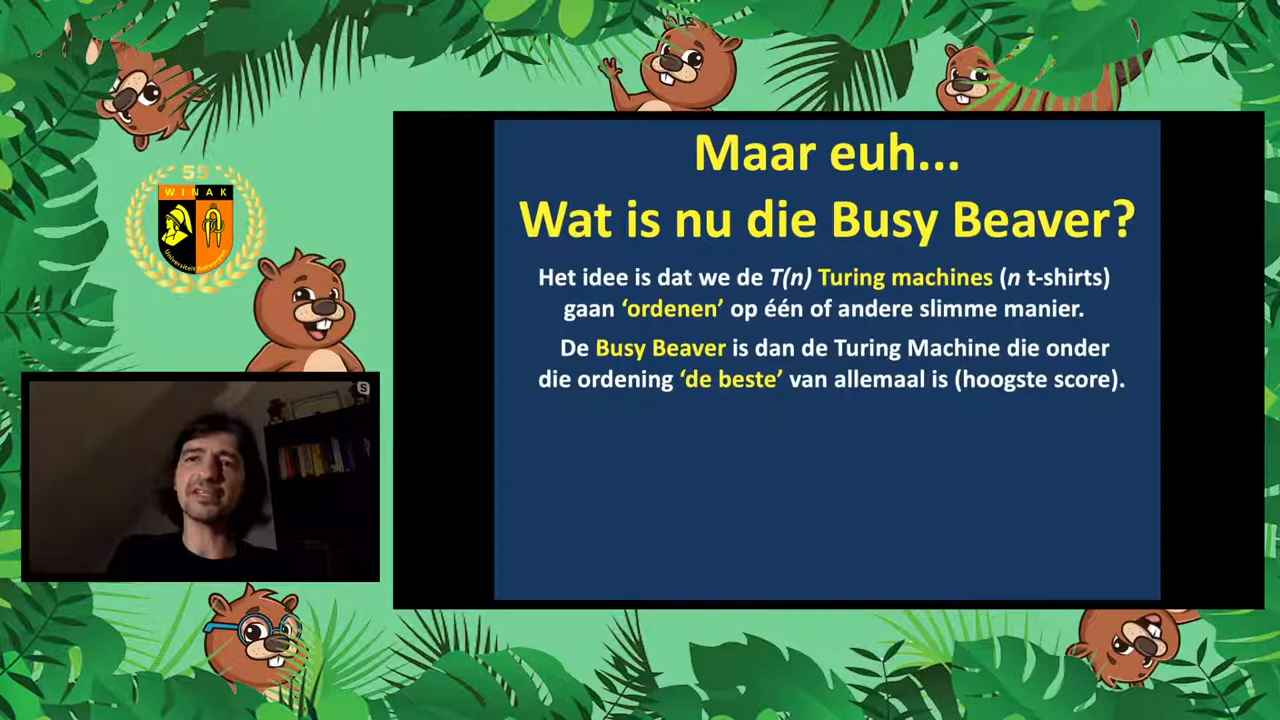 55
WINAK
Universiteit Antwerpen
Maar euh...
Wat is nu die Busy Beaver?
Het idee is dat we de T(n) Turing machines (n t-shirts)
gaan ‘ordenen’ op één of andere slimme manier.
De Busy Beaver is dan de Turing Machine die onder
die ordening ‘de beste’ van allemaal is (hoogste score).
S